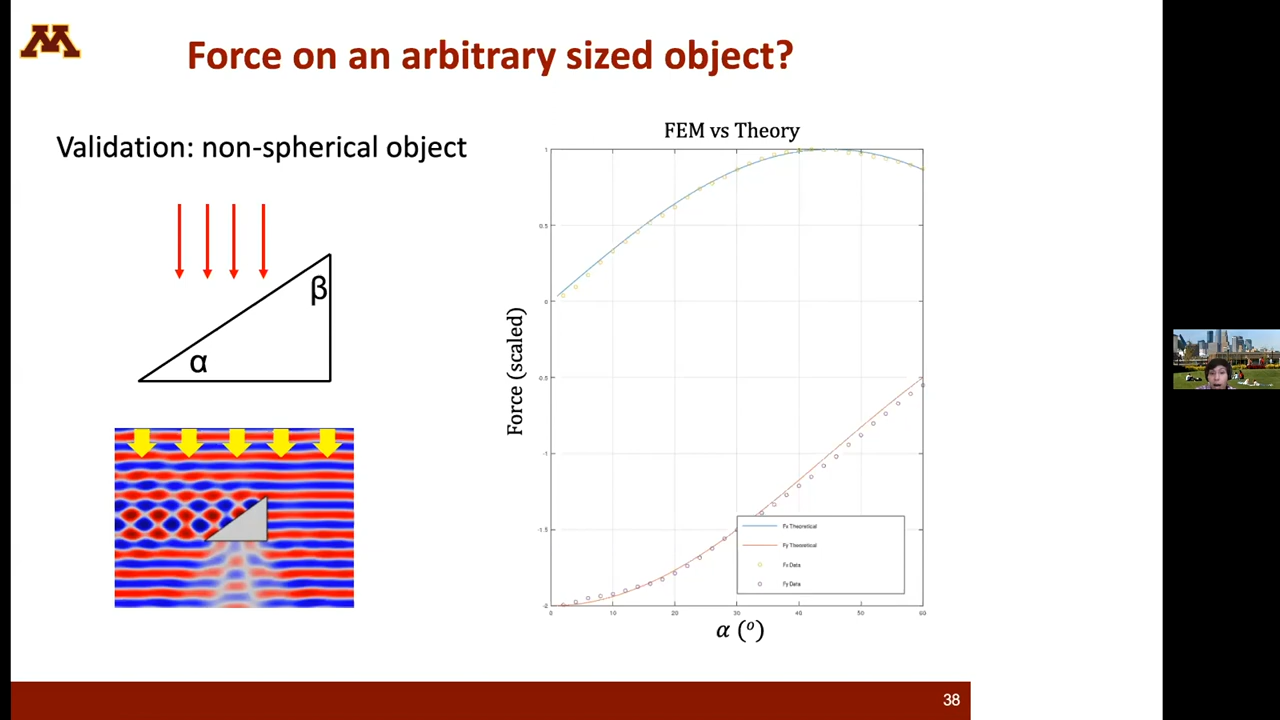 M
Force on an arbitrary sized object?
Validation: non-spherical object
β
α
FEM vs Theory
Force (scaled)
1
0.5
0
-0.5
-1
-1.5
-2
0 10 20 30 40 50 60
α (°)
Fx Theoretical
Fy Theoretical
Fx Data
Fy Data
38